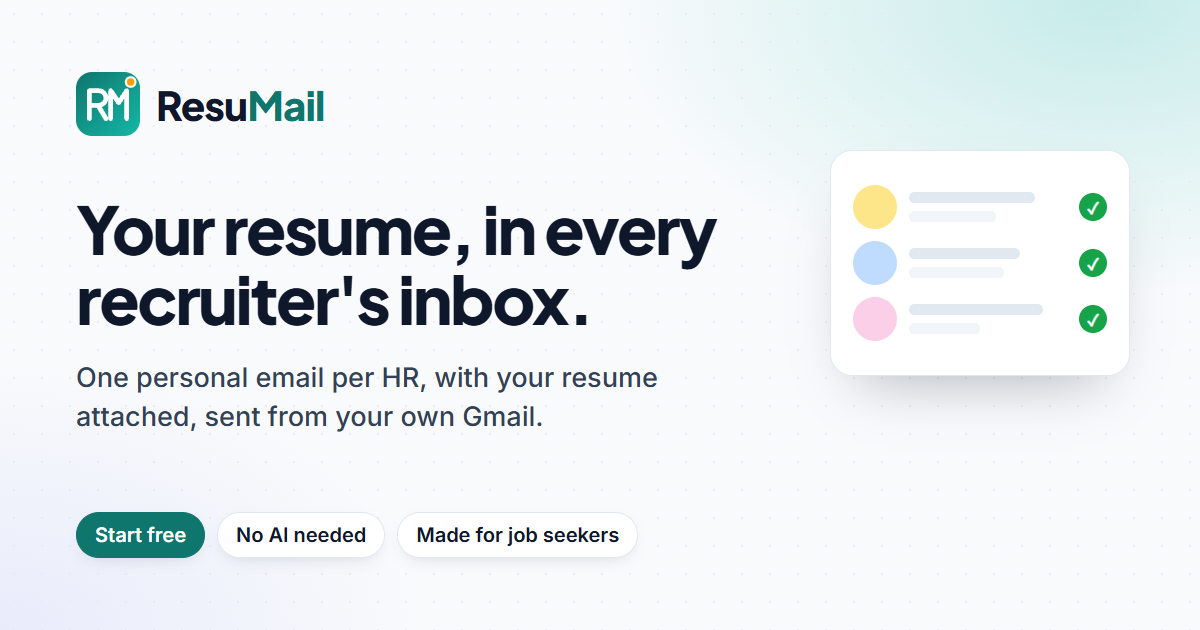 RM
ResuMail
Your resume, in every
recruiter's inbox.
One personal email per HR, with your resume
attached, sent from your own Gmail.
Start free
No AI needed
Made for job seekers